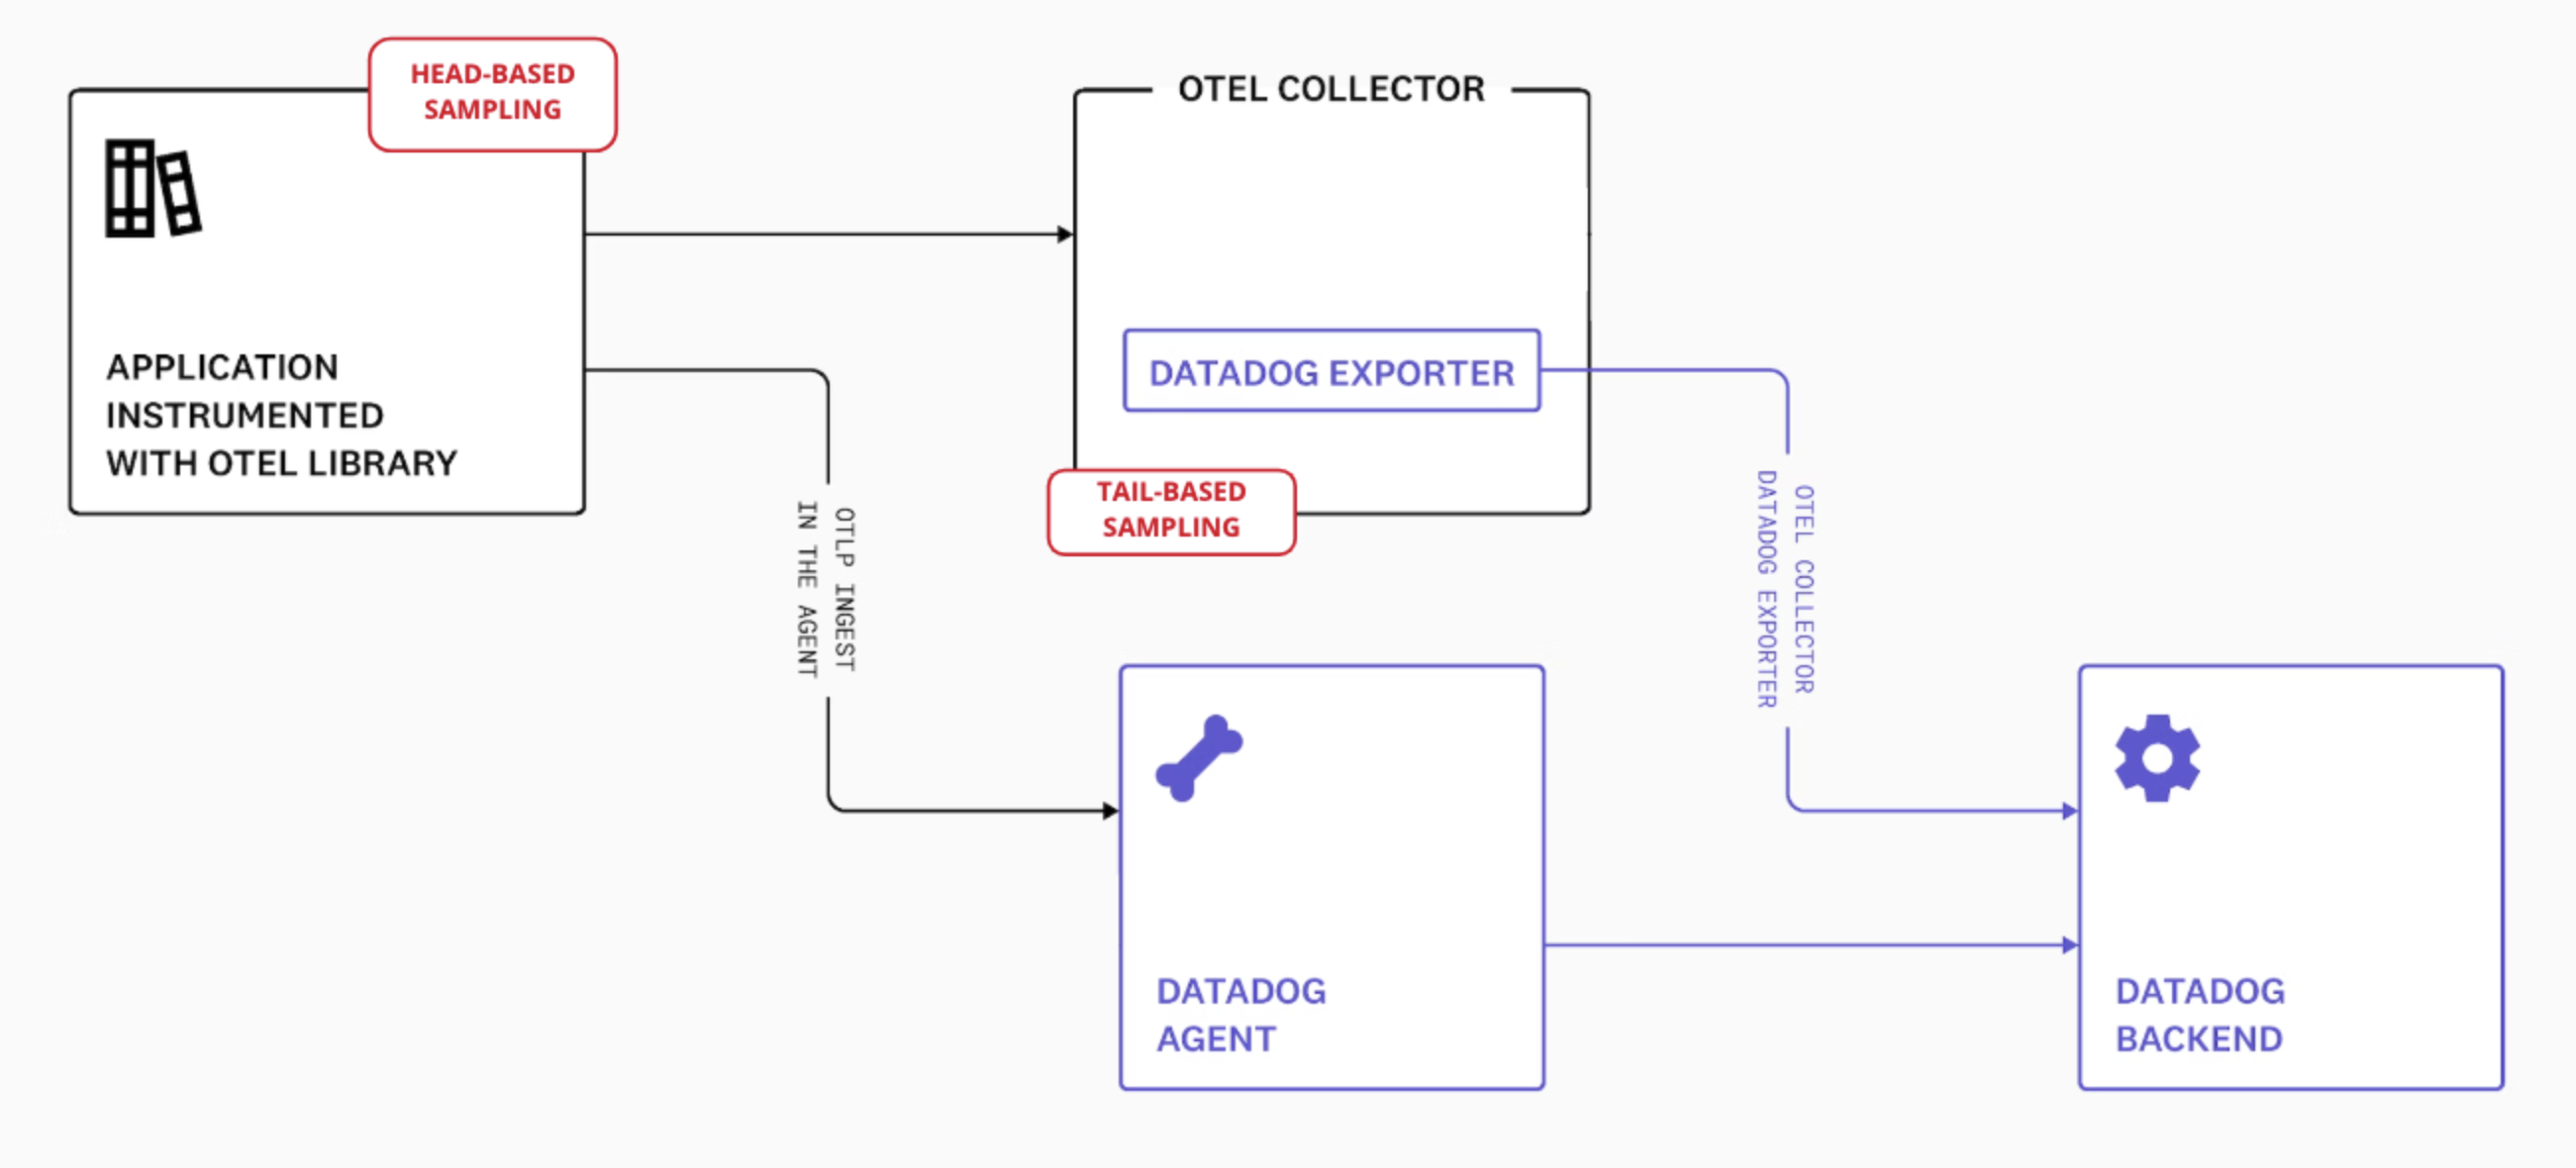 HEAD-BASED
SAMPLING
APPLICATION
INSTRUMENTED
WITH OTEL LIBRARY
OTEL COLLECTOR
DATADOG EXPORTER
TAIL-BASED
SAMPLING
OTLP INGEST
IN THE AGENT
OTEL COLLECTOR
DATADOG EXPORTER
DATADOG
AGENT
DATADOG
BACKEND